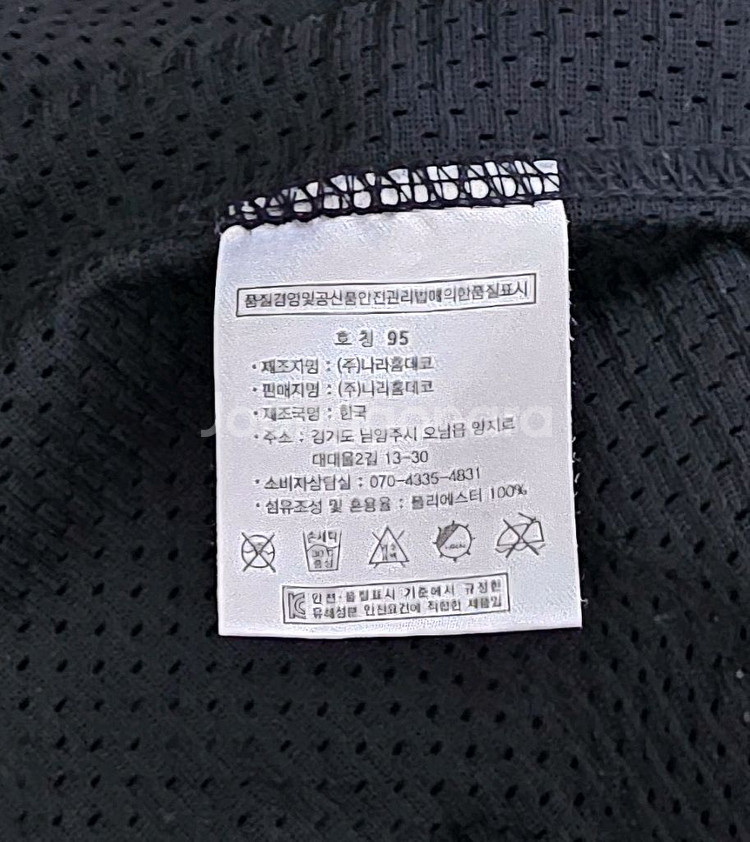 품질경영및공산품안전관리법에의한품질표시
호칭 95
• 제조자명 : (주)나라홈데코
• 판매자명 : (주)나라홈데코
• 제조국명 : 한국
• 주소 : 경기도 남양주시 오남읍 양지로
대대울2길 13-30
• 소비자상담실 : 070-4335-4831
• 섬유조성 및 혼용율 : 폴리에스터 100%
손세탁
30℃
중성
안전·품질표시 기준에서 규정한
유해성분 안전요건에 적합한 제품임